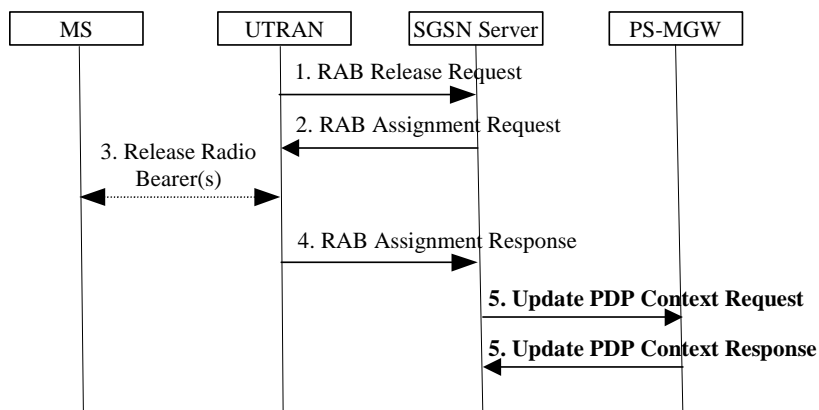 MS
UTRAN
SGSN Server
PS-MGW
1. RAB Release Request
2. RAB Assignment Request
3. Release Radio
Bearer(s)
4. RAB Assignment Response
5. Update PDP Context Request
5. Update PDP Context Response